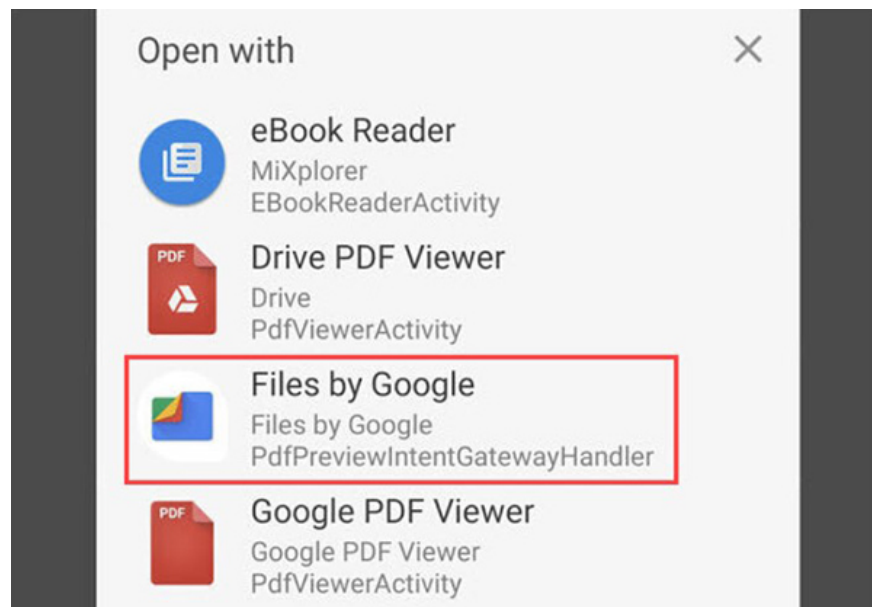 Open with
eBook Reader
MiXplorer
EBookReaderActivity
PDF
Drive PDF Viewer
Drive
PdfViewerActivity
Files by Google
Files by Google
PdfPreviewIntentGatewayHandler
PDF
Google PDF Viewer
Google PDF Viewer
PdfViewerActivity